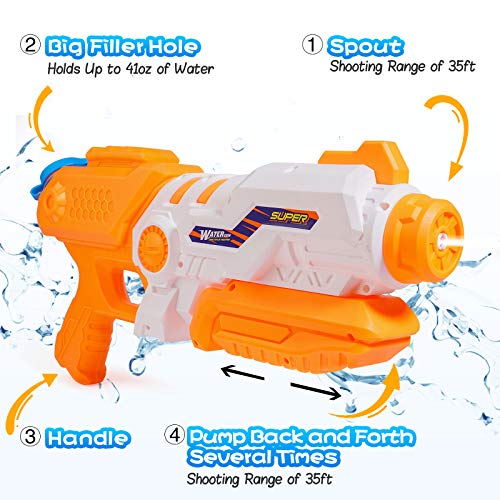 ② Big Filler Hole
Holds Up to 41oz of Water
① Spout
Shooting Range of 35ft
SUPER
WATER
③ Handle
④ Pump Back and Forth
Several Times
Shooting Range of 35ft